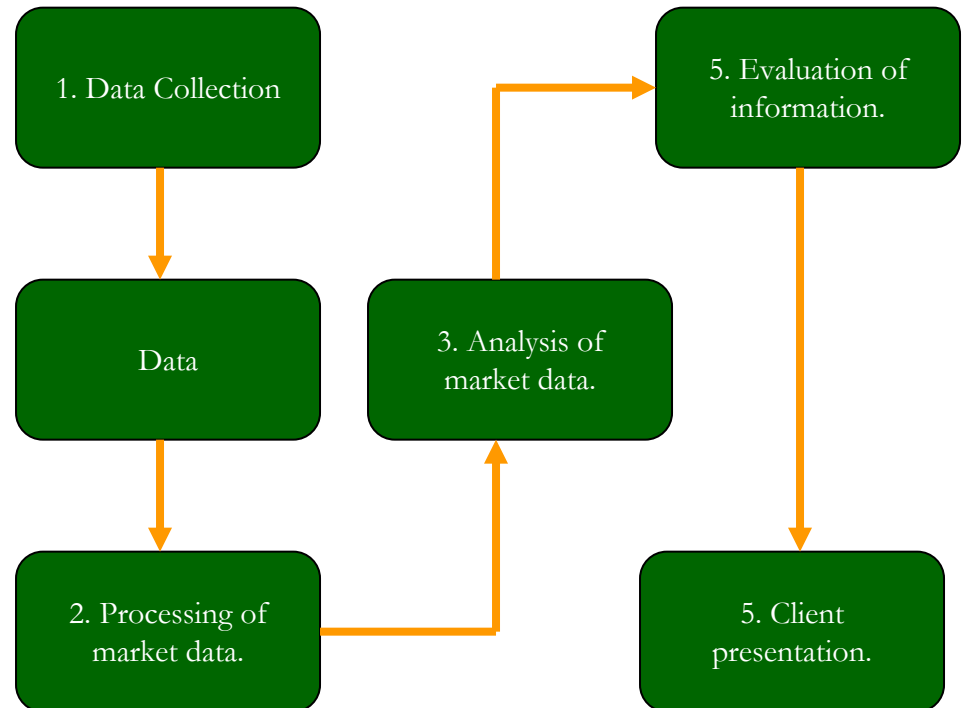 1. Data Collection
Data
2. Processing of
market data.
3. Analysis of
market data.
5. Evaluation of
information.
5. Client
presentation.